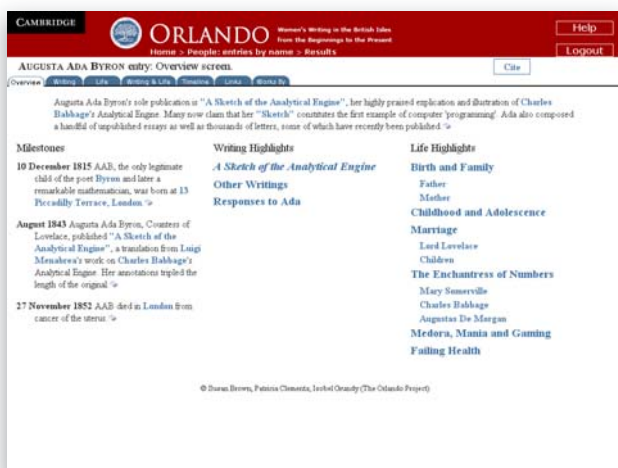 CAMBRIDGE
ORLANDO
Women's Writing in the British Isles
from the Beginnings to the Present
Home > People: entries by name > Results
Help
Logout
AUGUSTA ADA BYRON entry: Overview screen.
Cite
Overview Writing Life Writing & Life Timeline Links Works By
Augusta Ada Byron's sole publication is "A Sketch of the Analytical Engine", her highly praised explication and illustration of Charles
Babbage's Analytical Engine. Many now claim that her "Sketch" constitutes the first example of computer 'programming'. Ada also composed
a handful of unpublished essays as well as thousands of letters, some of which have recently been published.
Milestones
10 December 1815 AAB, the only legitimate
child of the poet Byron and later a
remarkable mathematician, was born at 13
Piccadilly Terrace, London
August 1843 Augusta Ada Byron, Counters of
Lovelace, published "A Sketch of the
Analytical Engine", a translation from Luigi
Menabrea's work on Charles Babbage's
Analytical Engine. Her annotations tripled the
length of the original.
27 November 1852 AAB died in London from
cancer of the uterus.
Writing Highlights
A Sketch of the Analytical Engine
Other Writings
Responses to Ada
Life Highlights
Birth and Family
Father
Mother
Childhood and Adolescence
Marriage
Lord Lovelace
Children
The Enchantress of Numbers
Mary Somerville
Charles Babbage
Augustus De Morgan
Medora, Mania and Gaming
Failing Health
© Susan Brown, Patricia Clements, Isobel Grundy (The Orlando Project)